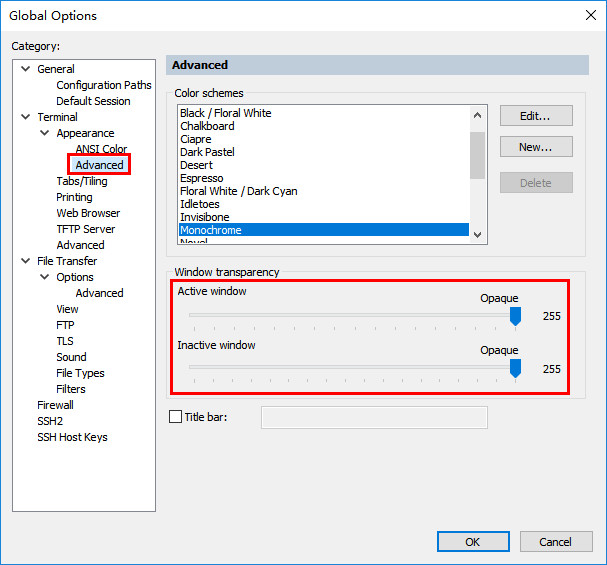 Global Options
Category:
General
Configuration Paths
Default Session
Terminal
Appearance
ANSI Color
Advanced
Tabs/Tiling
Printing
Web Browser
TFTP Server
Advanced
File Transfer
Options
Advanced
View
FTP
TLS
Sound
File Types
Filters
Firewall
SSH2
SSH Host Keys
Advanced
Color schemes
Black / Floral White
Chalkboard
Ciapre
Dark Pastel
Desert
Espresso
Floral White / Dark Cyan
Idletoes
Invisibone
Monochrome
Novel
Edit...
New...
Delete
Window transparency
Active window
Opaque
255
Inactive window
Opaque
255
Title bar:
OK
Cancel